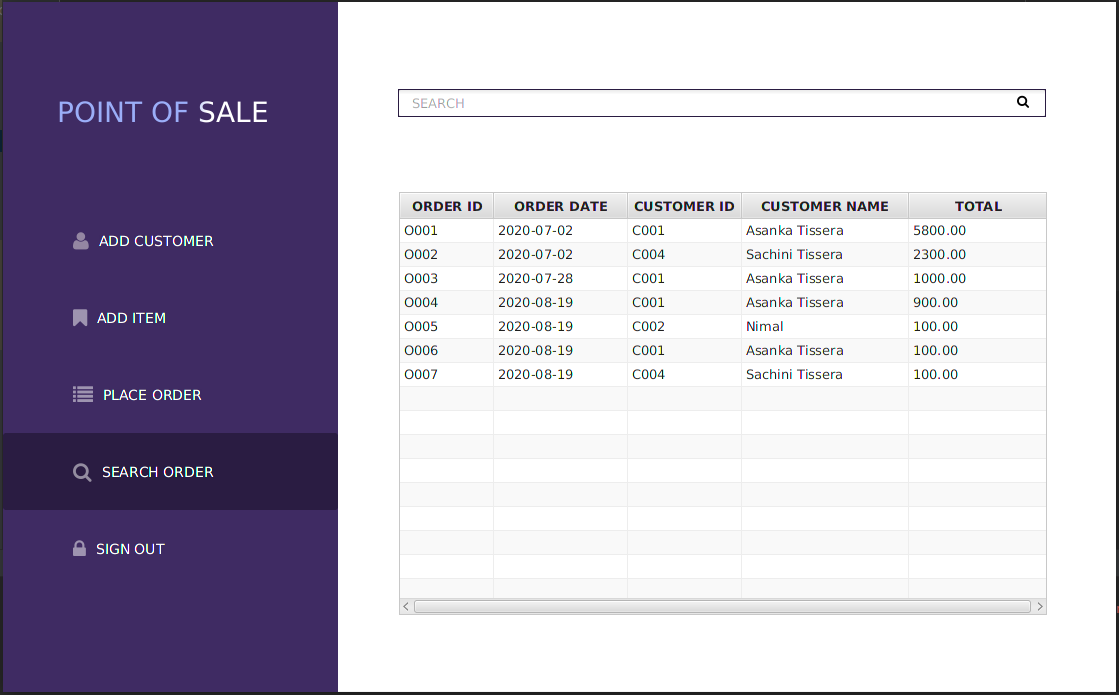 POINT OF SALE
ADD CUSTOMER
ADD ITEM
PLACE ORDER
SEARCH ORDER
SIGN OUT
SEARCH
ORDER ID ORDER DATE CUSTOMER ID CUSTOMER NAME TOTAL
O001 2020-07-02 C001 Asanka Tissera 5800.00
O002 2020-07-02 C004 Sachini Tissera 2300.00
O003 2020-07-28 C001 Asanka Tissera 1000.00
O004 2020-08-19 C001 Asanka Tissera 900.00
O005 2020-08-19 C002 Nimal 100.00
O006 2020-08-19 C001 Asanka Tissera 100.00
O007 2020-08-19 C004 Sachini Tissera 100.00